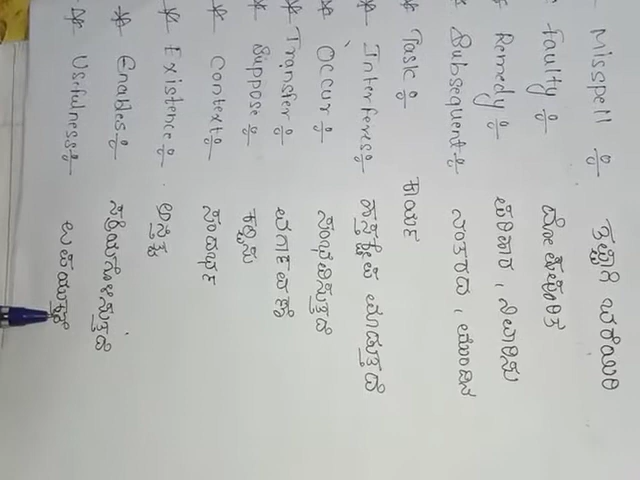 * Misspell :- ತಪ್ಪಾಗಿ ಬರೆಯಿರಿ
* faulty :- ದೋಷಪೂರಿತ
* Remedy :- ಪರಿಹಾರ, ನಿವಾರಿಸು
* Subsequent :- ನಂತರದ, ಮುಂದಿನ
* Task :- ಕಾರ್ಯ
* Interferes :- ಹಸ್ತಕ್ಷೇಪ ಮಾಡುತ್ತದೆ
* Occur :- ಸಂಭವಿಸುತ್ತದೆ
* Transfer :- ವರ್ಗಾವಣೆ
* Suppose :- ಕಲ್ಪಿಸು
* Context :- ಸಂದರ್ಭ
* Existence :- ಅಸ್ತಿತ್ವ
* Enables :- ಸಕ್ರಿಯಗೊಳಿಸುತ್ತದೆ
* Usefulness :- ಉಪಯುಕ್ತತೆ